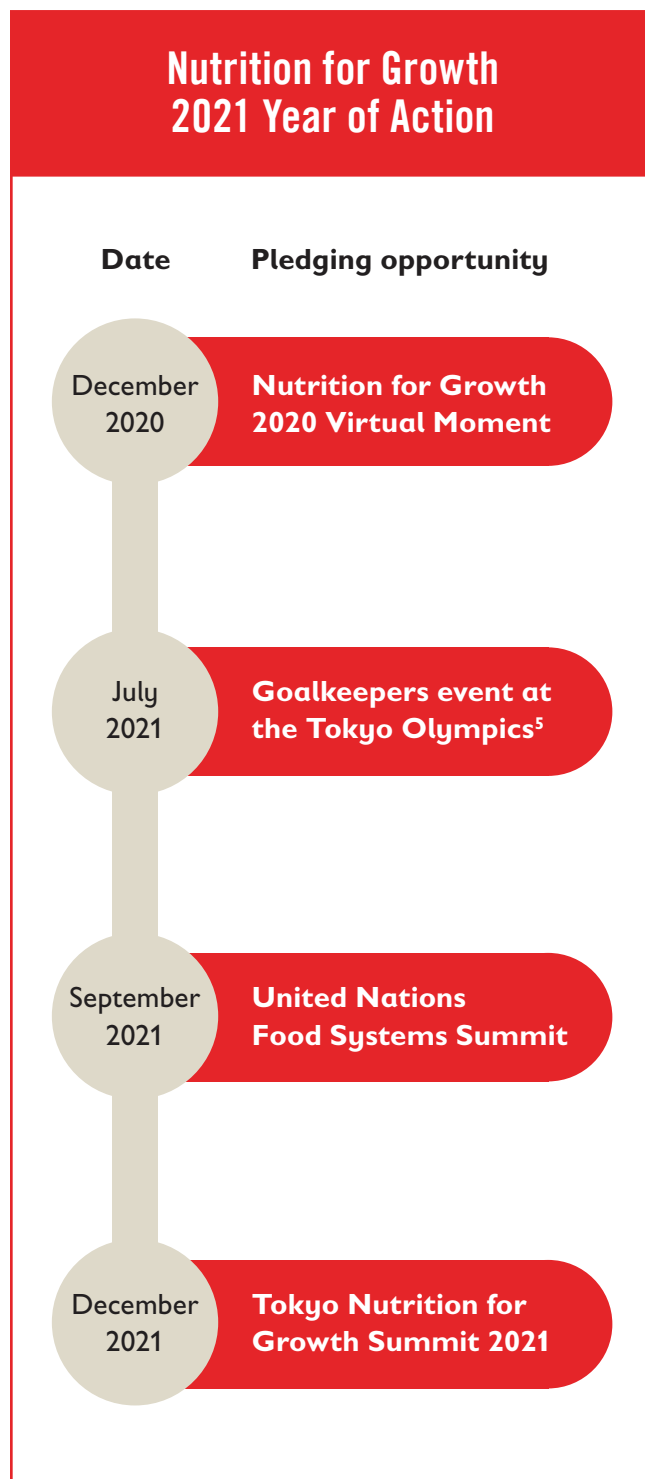 Nutrition for Growth
2021 Year of Action
Date
Pledging opportunity
December
2020
Nutrition for Growth
2020 Virtual Moment
July
2021
Goalkeepers event at
the Tokyo Olympics⁵
September
2021
United Nations
Food Systems Summit
December
2021
Tokyo Nutrition for
Growth Summit 2021